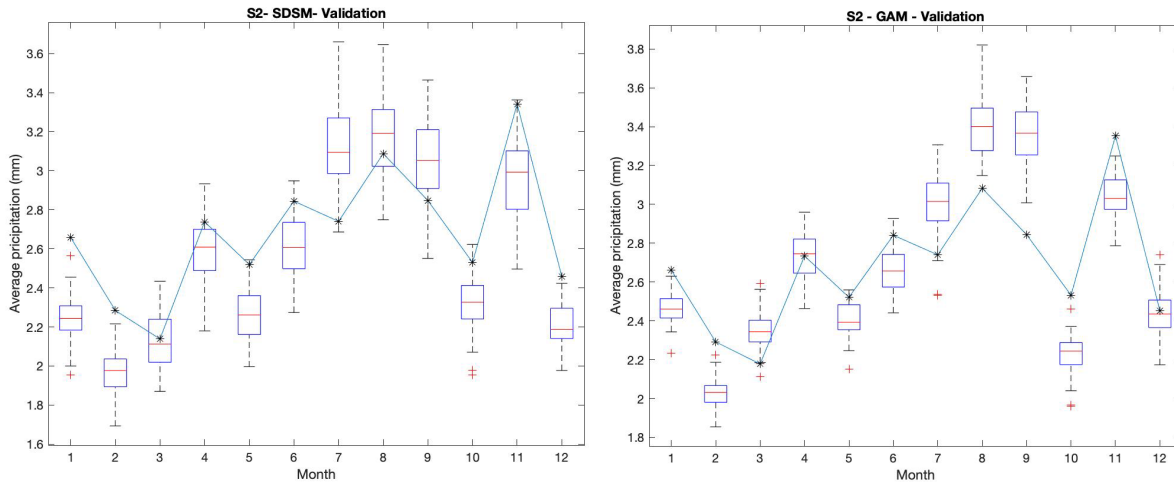 S2- SDSM- Validation
Average pricipitation (mm)
3.6
3.4
3.2
3
2.8
2.6
2.4
2.2
2
1.8
1.6
1 2 3 4 5 6 7 8 9 10 11 12
Month
S2 - GAM - Validation
Average pricipitation (mm)
3.8
3.6
3.4
3.2
3
2.8
2.6
2.4
2.2
2
1.8
1 2 3 4 5 6 7 8 9 10 11 12
Month